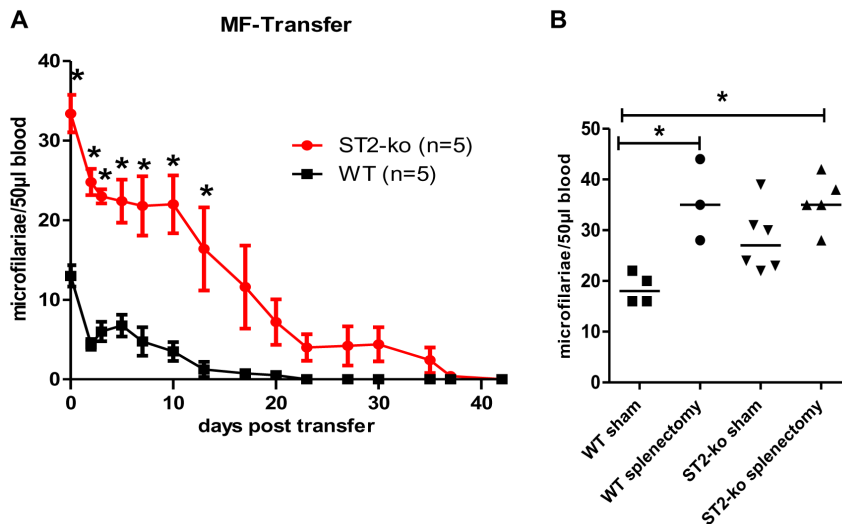 A
MF-Transfer
microfilariae/50µl blood
40
30
20
10
0
*
*
*
*
*
*
*
ST2-ko (n=5)
WT (n=5)
0
10
20
30
40
days post transfer
B
microfilariae/50µl blood
50
40
30
20
10
0
*
*
WT sham
WT splenectomy
ST2-ko sham
ST2-ko splenectomy